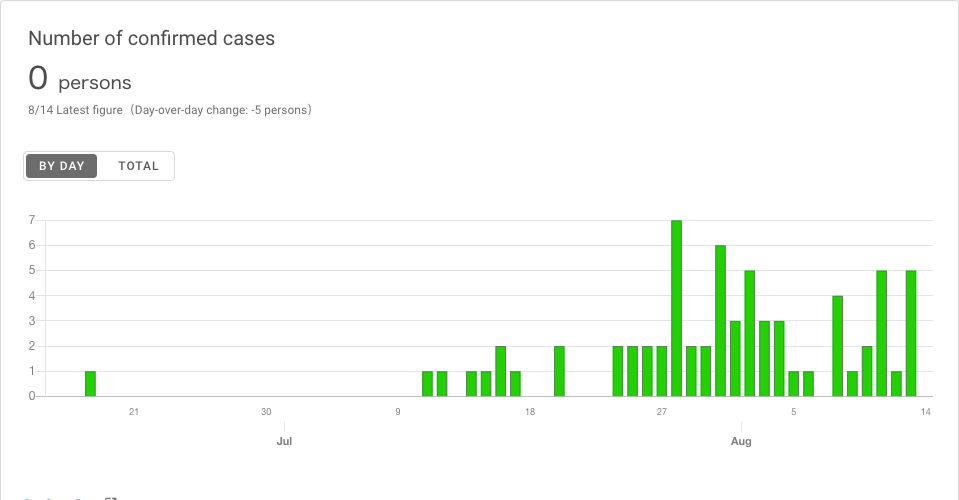 Number of confirmed cases
0 persons
8/14 Latest figure（Day-over-day change: -5 persons）
BY DAY TOTAL
7
6
5
4
3
2
1
0
21 30 9 18 27 5 14
Jul Aug